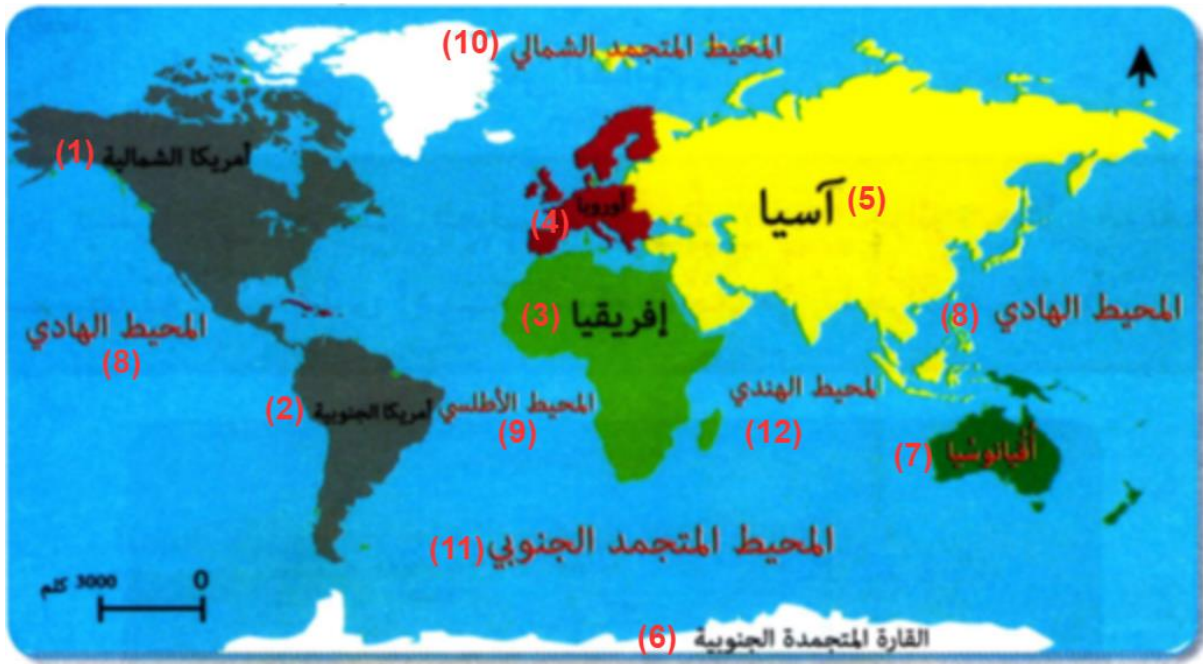 (10) المحيط المتجمد الشمالي
(1) أمريكا الشمالية
آسيا (5)
أوروبا
(4)
(3) إفريقيا
المحيط الهادي
(8)
(8) المحيط الهادي
(2) أمريكا الجنوبية
المحيط الأطلسي
(9)
المحيط الهندي
(12)
(7) أقيانوشيا
(11) المحيط المتجمد الجنوبي
3000 كلم 0
(6) القارة المتجمدة الجنوبية